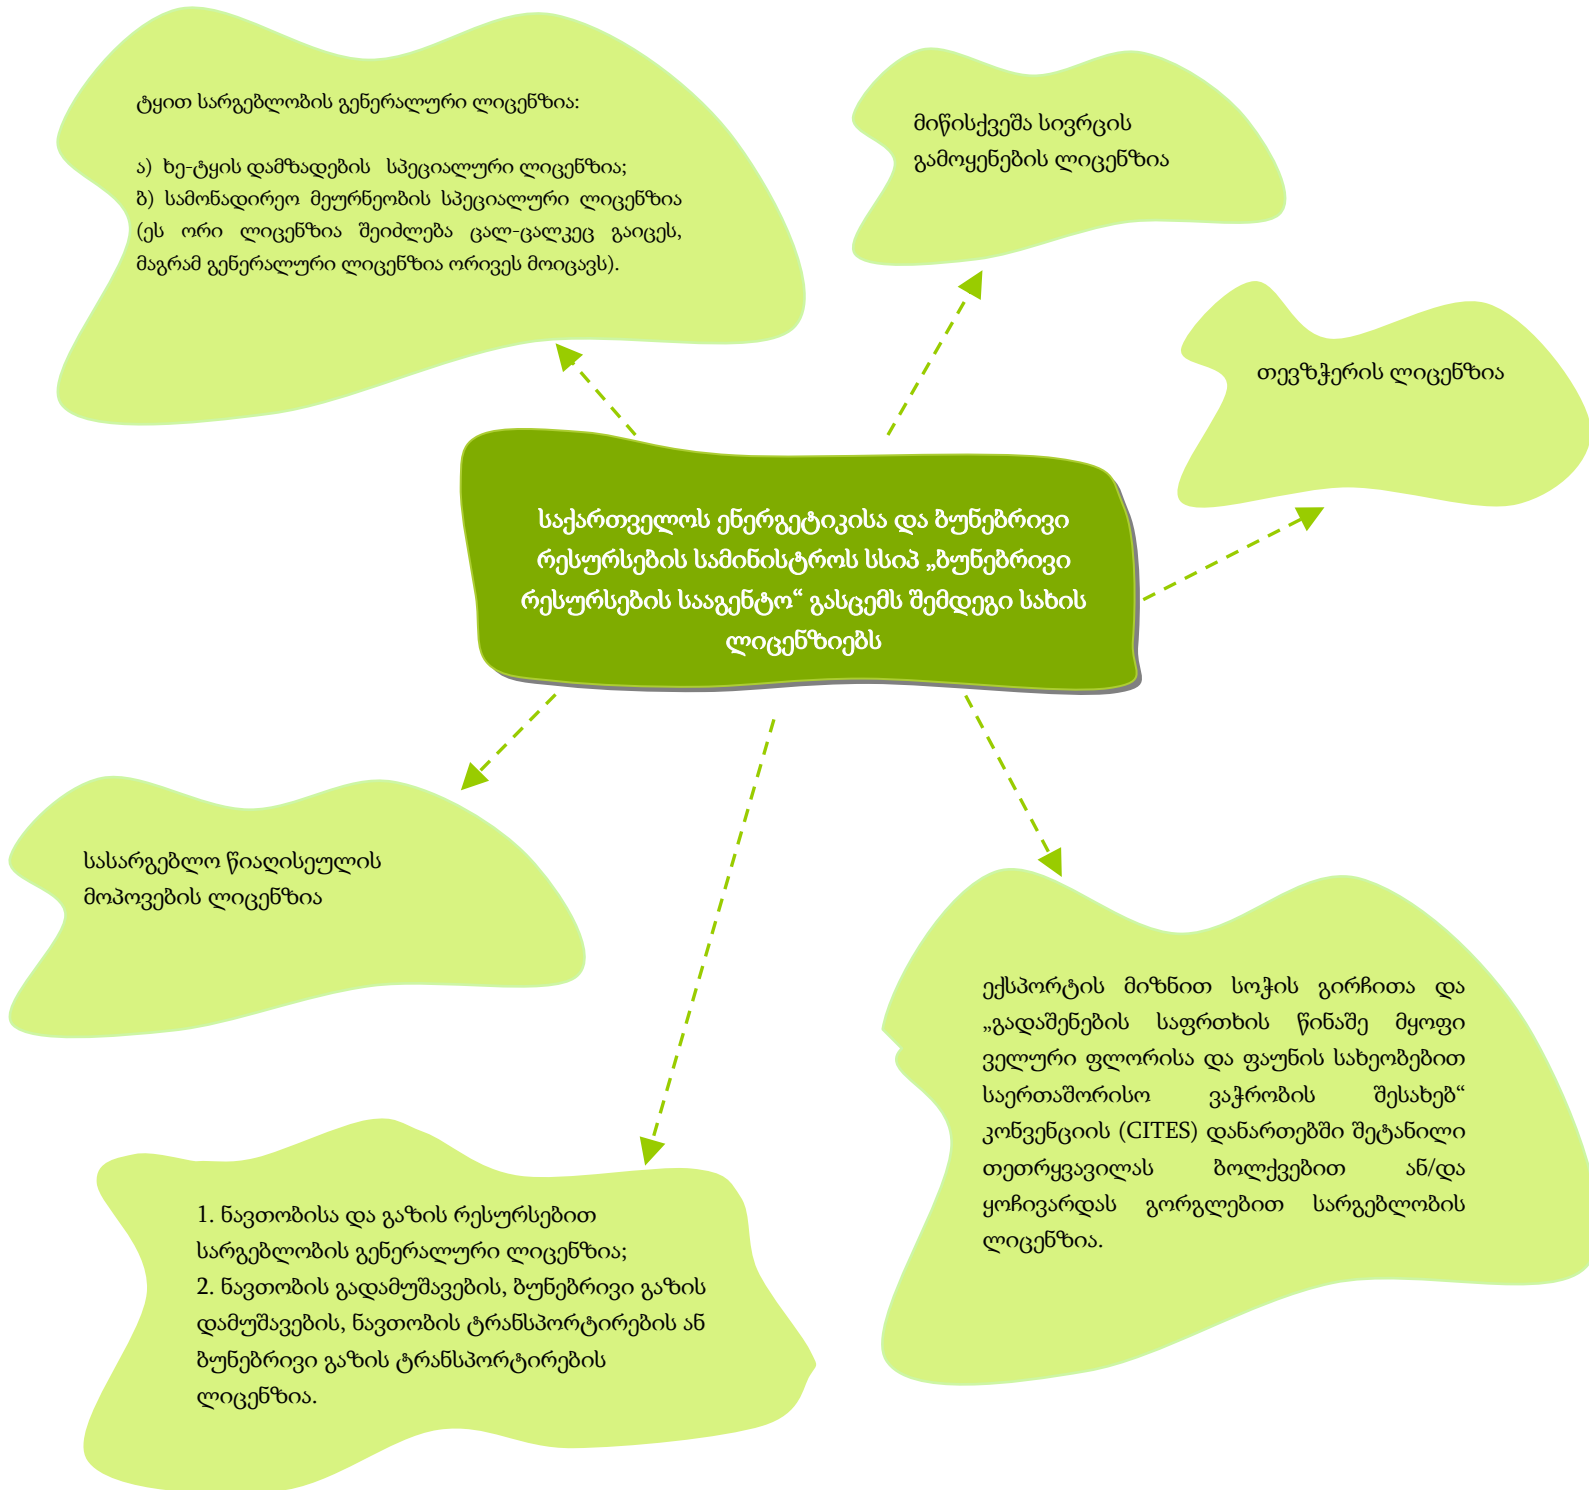 ტყით სარგებლობის გენერალური ლიცენზია:
ა) ხე-ტყის დამზადების სპეციალური ლიცენზია;
ბ) სამონადირეო მეურნეობის სპეციალური ლიცენზია
(ეს ორი ლიცენზია შეიძლება ცალ-ცალკეც გაიცეს,
მაგრამ გენერალური ლიცენზია ორივეს მოიცავს).
მიწისქვეშა სივრცის
გამოყენების ლიცენზია
თევზჭერის ლიცენზია
საქართველოს ენერგეტიკისა და ბუნებრივი
რესურსების სამინისტროს სსიპ „ბუნებრივი
რესურსების სააგენტო“ გასცემს შემდეგი სახის
ლიცენზიებს
სასარგებლო წიაღისეულის
მოპოვების ლიცენზია
ექსპორტის მიზნით სოჭის გირჩითა და
„გადაშენების საფრთხის წინაშე მყოფი
ველური ფლორისა და ფაუნის სახეობებით
საერთაშორისო ვაჭრობის შესახებ“
კონვენციის (CITES) დანართებში შეტანილი
თეთრყვავილას ბოლქვებით ან/და
ყოჩივარდას გორგლებით სარგებლობის
ლიცენზია.
1. ნავთობისა და გაზის რესურსებით
სარგებლობის გენერალური ლიცენზია;
2. ნავთობის გადამუშავების, ბუნებრივი გაზის
დამუშავების, ნავთობის ტრანსპორტირების ან
ბუნებრივი გაზის ტრანსპორტირების
ლიცენზია.